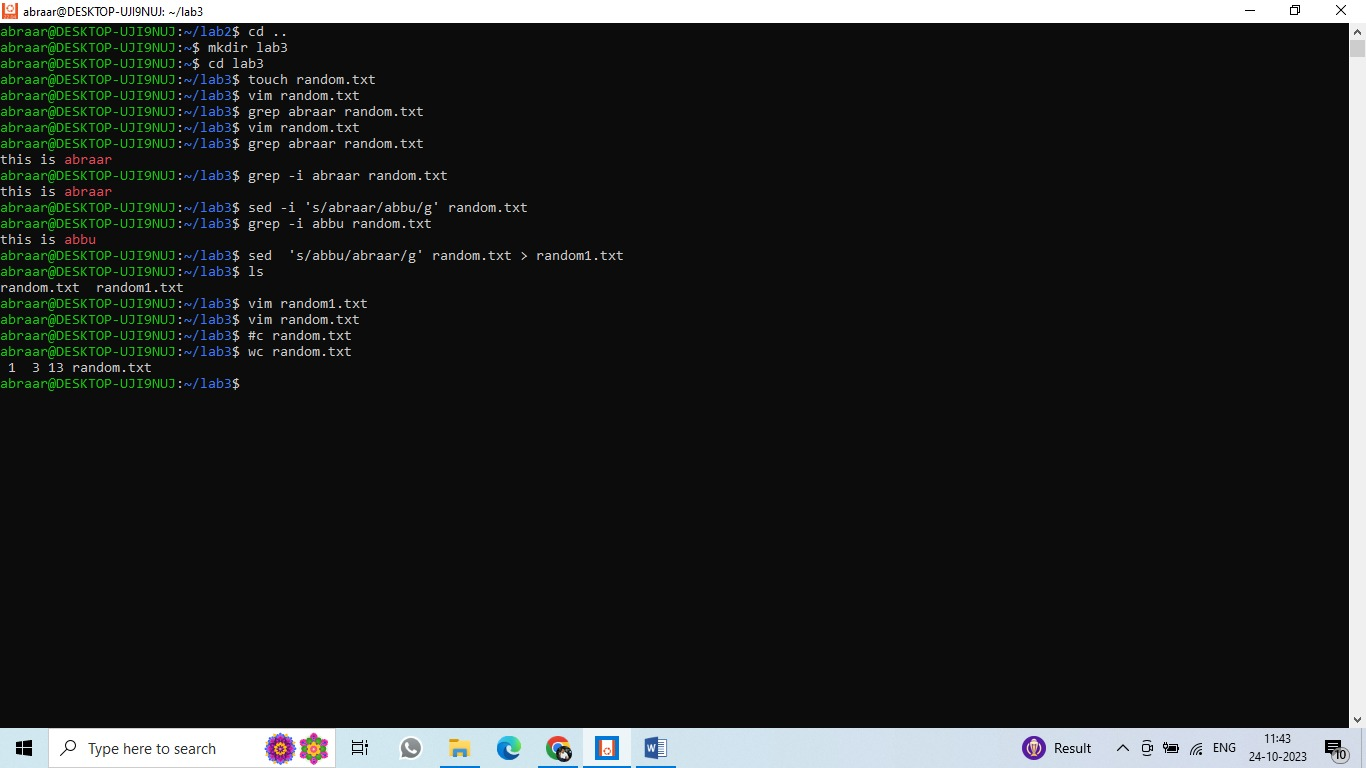 abraar@DESKTOP-UJI9NUJ: ~/lab3
abraar@DESKTOP-UJI9NUJ:~/lab2$ cd ..
abraar@DESKTOP-UJI9NUJ:~$ mkdir lab3
abraar@DESKTOP-UJI9NUJ:~$ cd lab3
abraar@DESKTOP-UJI9NUJ:~/lab3$ touch random.txt
abraar@DESKTOP-UJI9NUJ:~/lab3$ vim random.txt
abraar@DESKTOP-UJI9NUJ:~/lab3$ grep abraar random.txt
abraar@DESKTOP-UJI9NUJ:~/lab3$ vim random.txt
abraar@DESKTOP-UJI9NUJ:~/lab3$ grep abraar random.txt
this is abraar
abraar@DESKTOP-UJI9NUJ:~/lab3$ grep -i abraar random.txt
this is abraar
abraar@DESKTOP-UJI9NUJ:~/lab3$ sed -i 's/abraar/abbu/g' random.txt
abraar@DESKTOP-UJI9NUJ:~/lab3$ grep -i abbu random.txt
this is abbu
abraar@DESKTOP-UJI9NUJ:~/lab3$ sed  's/abbu/abraar/g' random.txt > random1.txt
abraar@DESKTOP-UJI9NUJ:~/lab3$ ls
random.txt  random1.txt
abraar@DESKTOP-UJI9NUJ:~/lab3$ vim random1.txt
abraar@DESKTOP-UJI9NUJ:~/lab3$ vim random.txt
abraar@DESKTOP-UJI9NUJ:~/lab3$ #c random.txt
abraar@DESKTOP-UJI9NUJ:~/lab3$ wc random.txt
 1  3 13 random.txt
abraar@DESKTOP-UJI9NUJ:~/lab3$
Type here to search
Result
ENG
11:43
24-10-2023
10